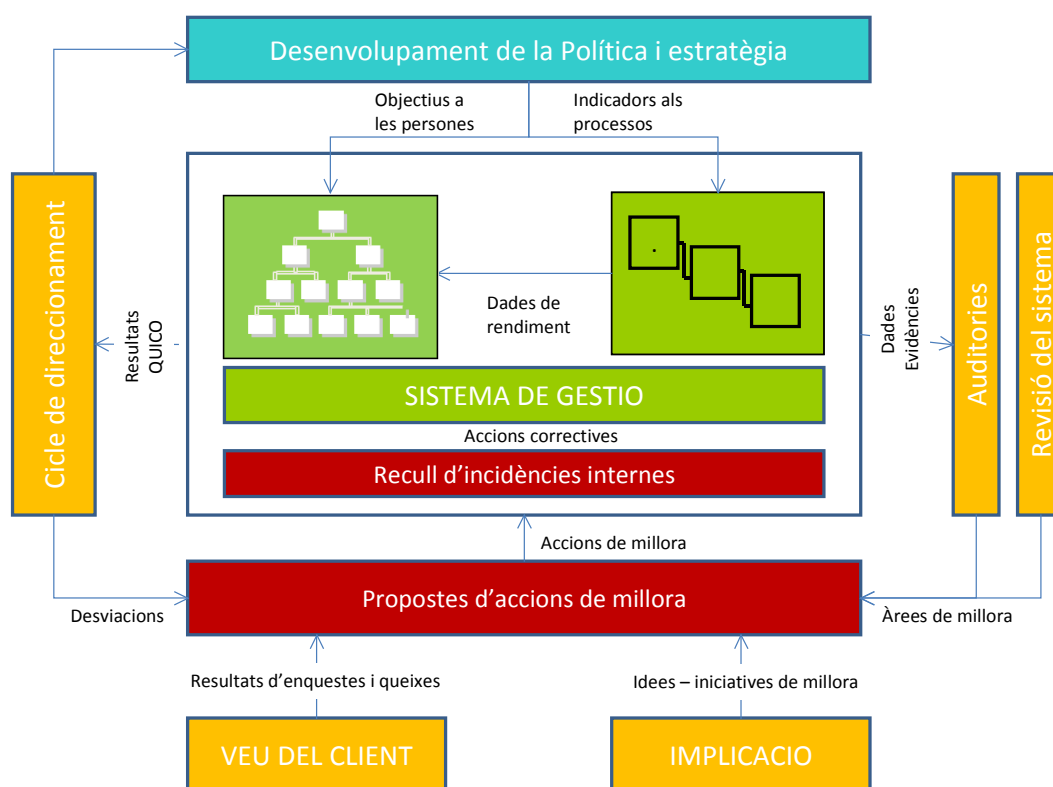 Desenvolupament de la Política i estratègia
Objectius a
les persones
Indicadors als
processos
Cicle de direccionament
Resultats
QUICO
Dades de
rendiment
Dades
Evidències
Auditories
Revisió del sistema
SISTEMA DE GESTIO
Accions correctives
Recull d’incidències internes
Accions de millora
Propostes d’accions de millora
Desviacions
Àrees de millora
Resultats d’enquestes i queixes
Idees – iniciatives de millora
VEU DEL CLIENT
IMPLICACIO